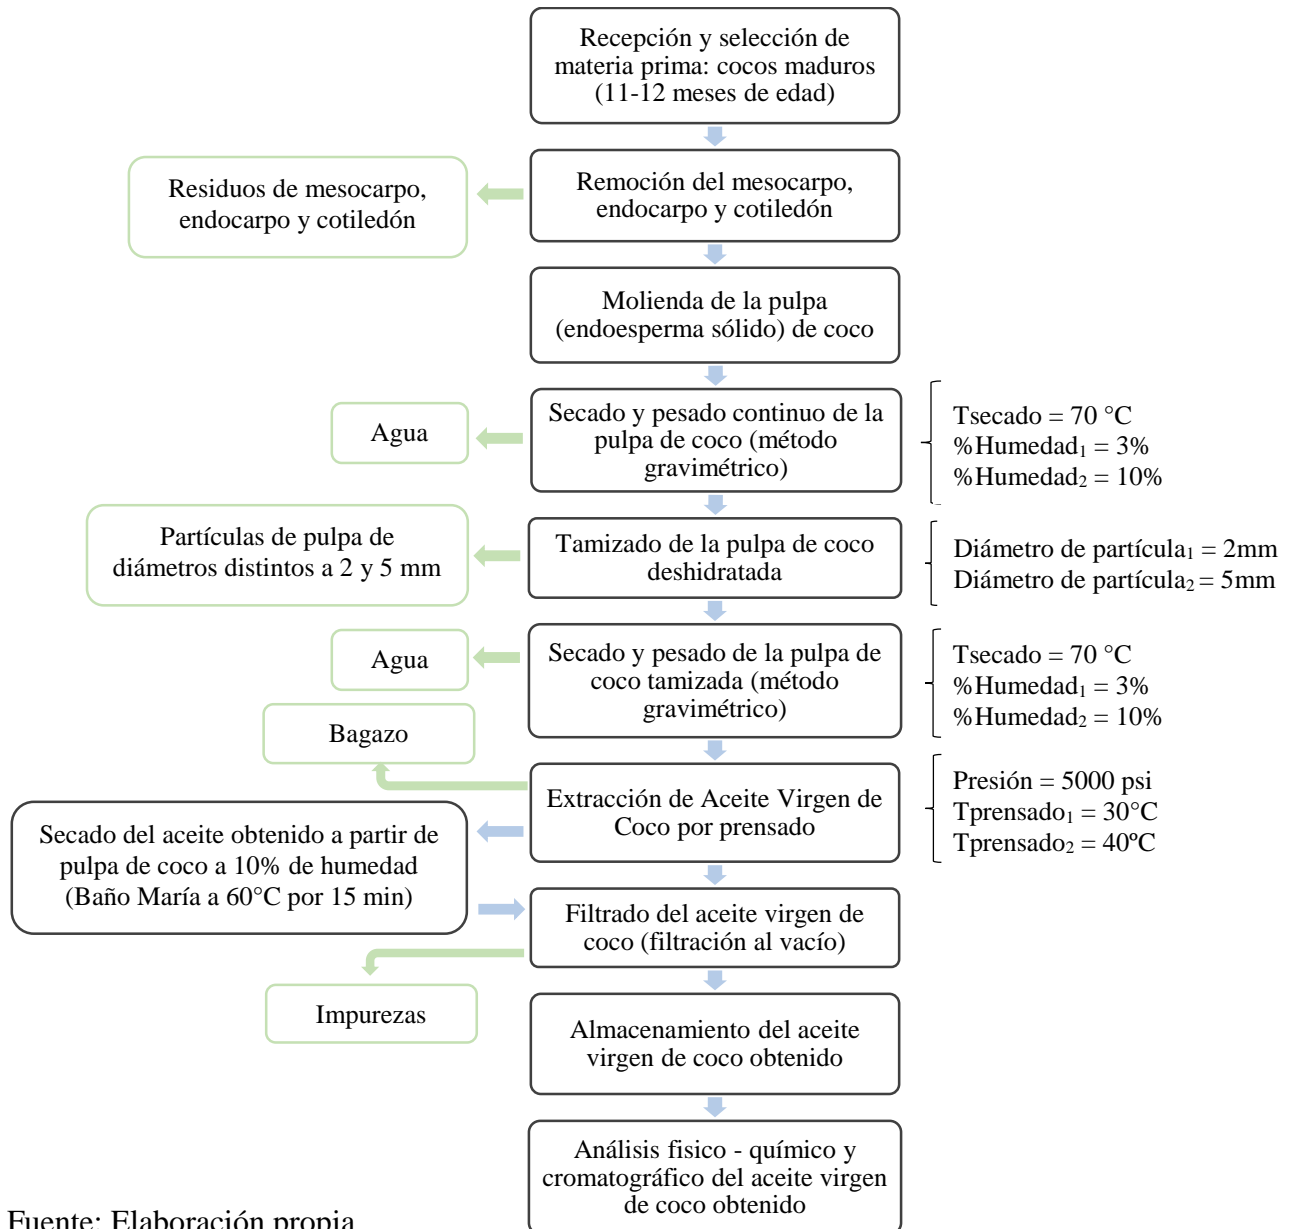 Recepción y selección de
materia prima: cocos maduros
(11-12 meses de edad)
Residuos de mesocarpo,
endocarpo y cotiledón
Remoción del mesocarpo,
endocarpo y cotiledón
Molienda de la pulpa
(endoesperma sólido) de coco
Agua
Secado y pesado continuo de la
pulpa de coco (método
gravimétrico)
Tsecado = 70 °C
%Humedad₁ = 3%
%Humedad₂ = 10%
Partículas de pulpa de
diámetros distintos a 2 y 5 mm
Tamizado de la pulpa de coco
deshidratada
Diámetro de partícula₁ = 2mm
Diámetro de partícula₂ = 5mm
Agua
Secado y pesado de la pulpa de
coco tamizada (método
gravimétrico)
Tsecado = 70 °C
%Humedad₁ = 3%
%Humedad₂ = 10%
Bagazo
Extracción de Aceite Virgen de
Coco por prensado
Presión = 5000 psi
Tprensado₁ = 30°C
Tprensado₂ = 40ºC
Secado del aceite obtenido a partir de
pulpa de coco a 10% de humedad
(Baño María a 60°C por 15 min)
Filtrado del aceite virgen de
coco (filtración al vacío)
Impurezas
Almacenamiento del aceite
virgen de coco obtenido
Análisis fisico - químico y
cromatográfico del aceite virgen
de coco obtenido
Fuente: Elaboración propia